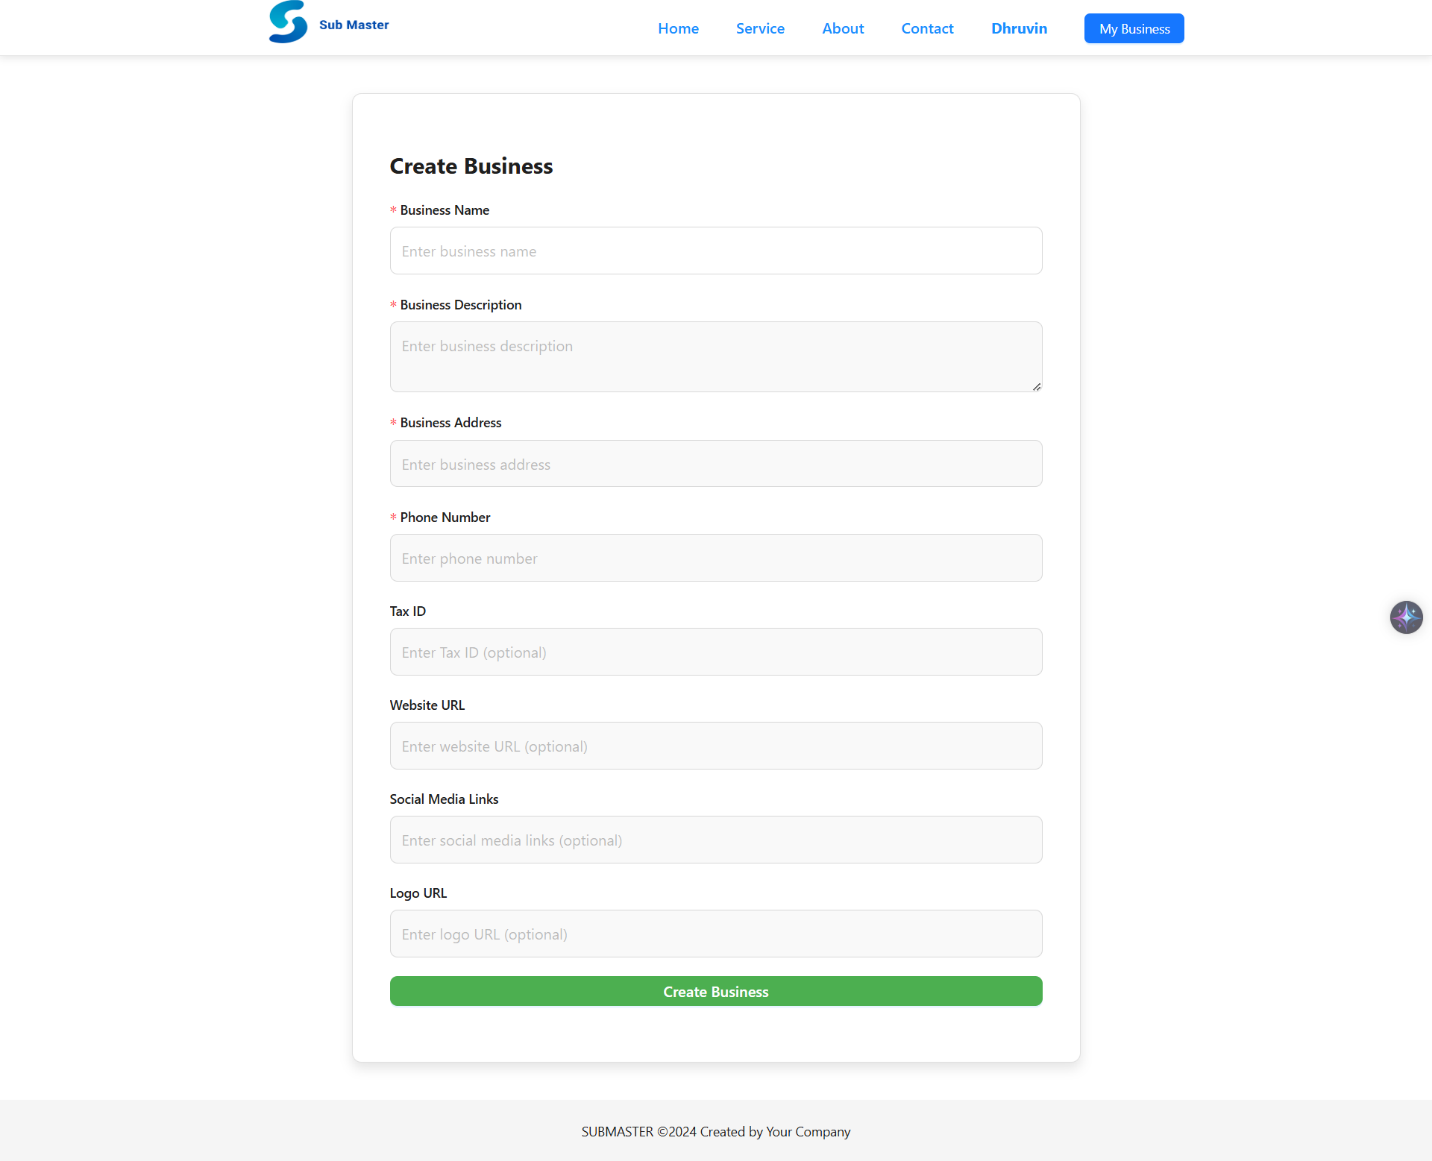 Sub Master
Home Service About Contact Dhruvin My Business
Create Business
* Business Name
Enter business name
* Business Description
Enter business description
* Business Address
Enter business address
* Phone Number
Enter phone number
Tax ID
Enter Tax ID (optional)
Website URL
Enter website URL (optional)
Social Media Links
Enter social media links (optional)
Logo URL
Enter logo URL (optional)
Create Business
SUBMASTER ©2024 Created by Your Company